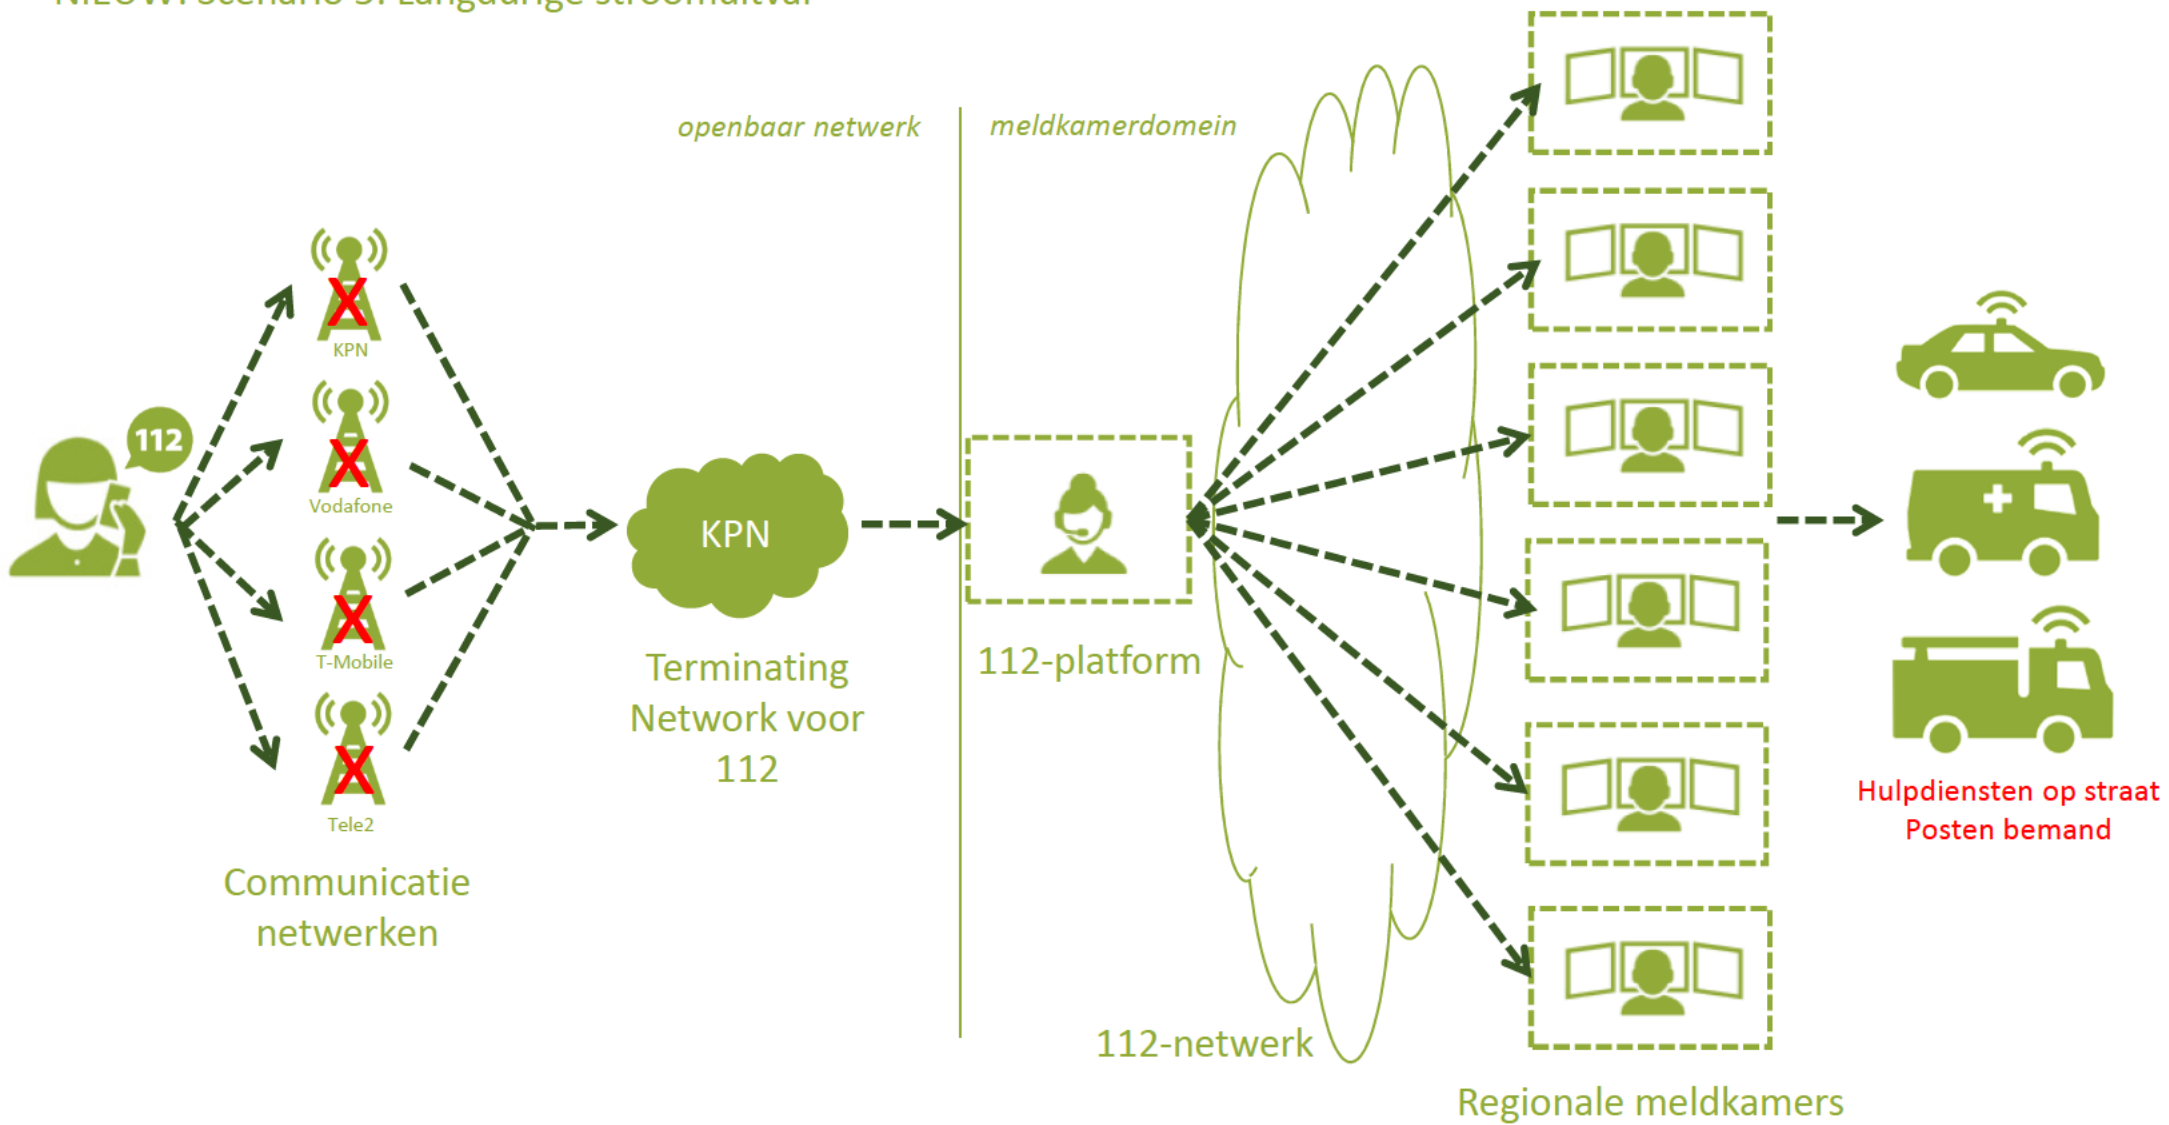 openbaar netwerk
meldkamerdomein
112
KPN
Vodafone
T-Mobile
Tele2
Communicatie
netwerken
KPN
Terminating
Network voor
112
112-platform
112-netwerk
Regionale meldkamers
Hulpdiensten op straat
Posten bemand